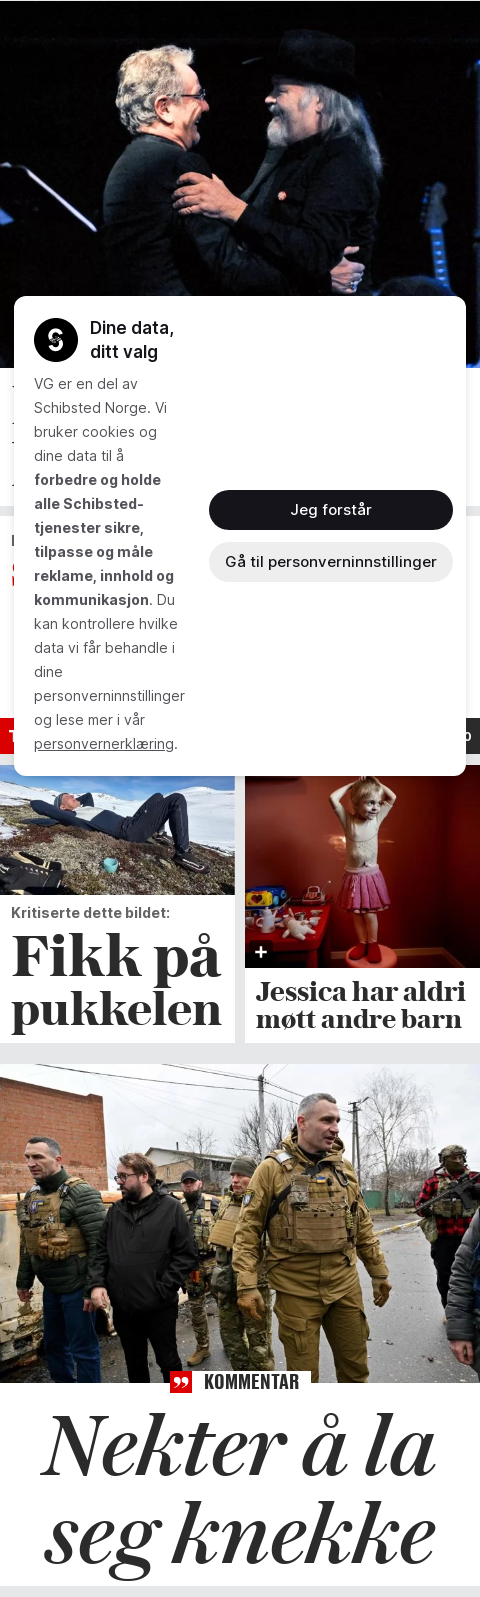 Dine data,
ditt valg
VG er en del av
Schibsted Norge. Vi
bruker cookies og
dine data til å
forbedre og holde
alle Schibsted-
tjenester sikre,
tilpasse og måle
reklame, innhold og
kommunikasjon. Du
kan kontrollere hvilke
data vi får behandle i
dine
personverninnstillinger
og lese mer i vår
personvernerklæring.
Jeg forstår
Gå til personverninnstillinger
Kritiserte dette bildet:
Fikk på
pukkelen
Jessica har aldri
møtt andre barn
KOMMENTAR
Nekter å la
seg knekke